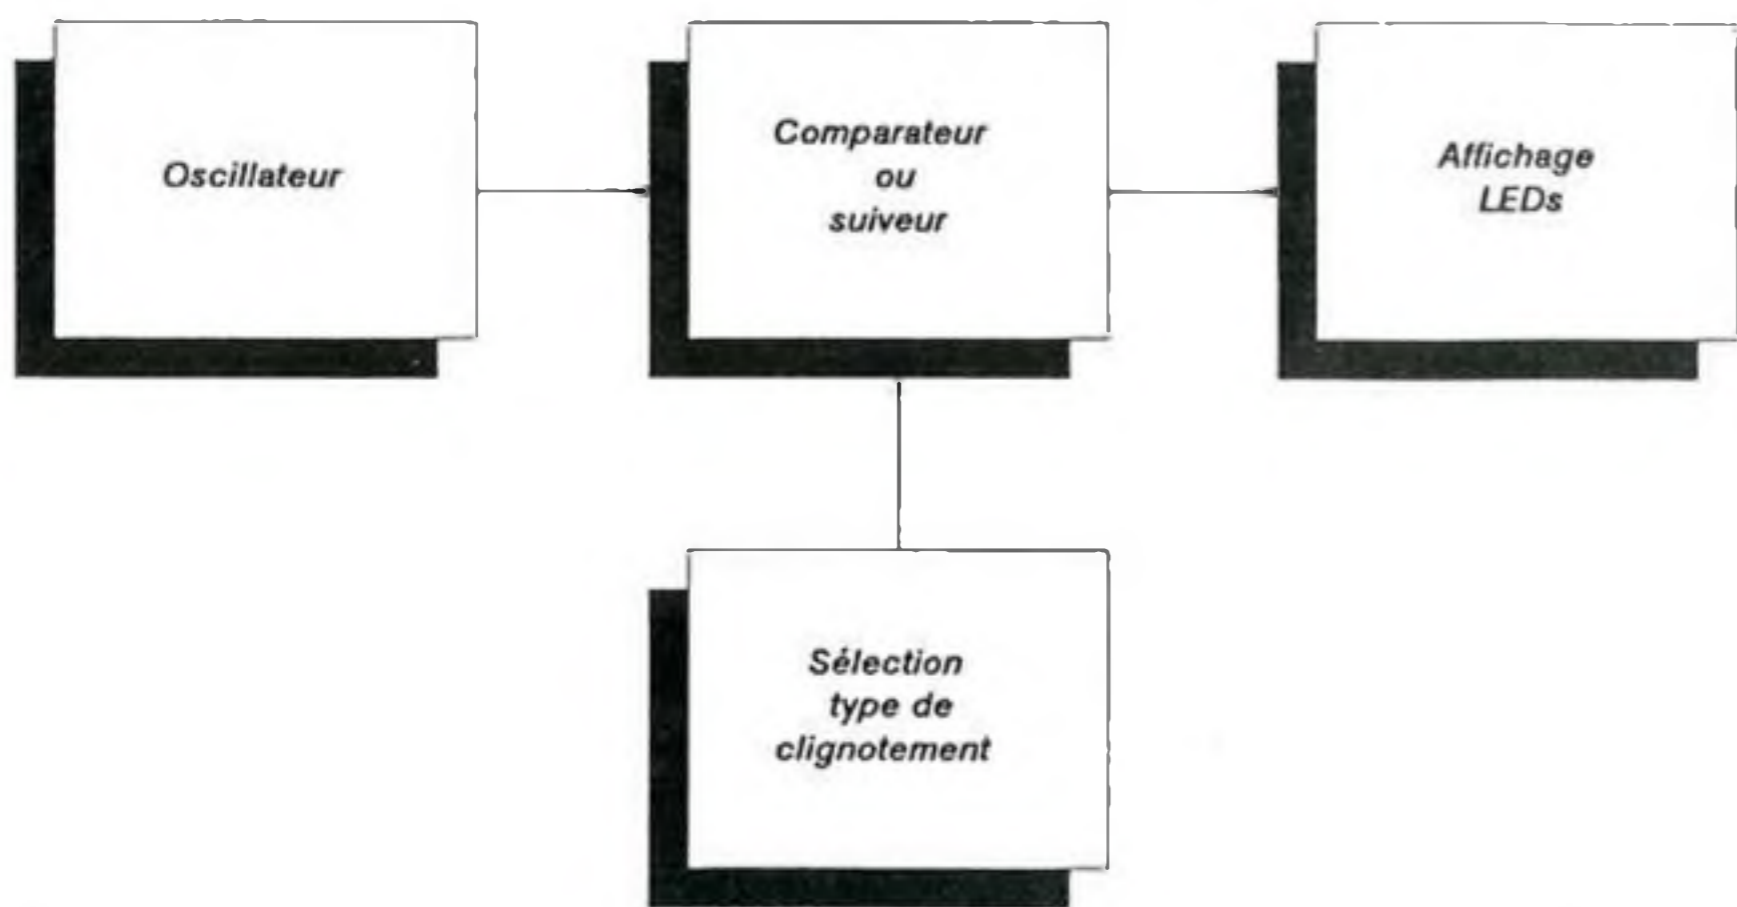 Oscillateur
Comparateur
ou
suiveur
Affichage
LEDs
Sélection
type de
clignotement